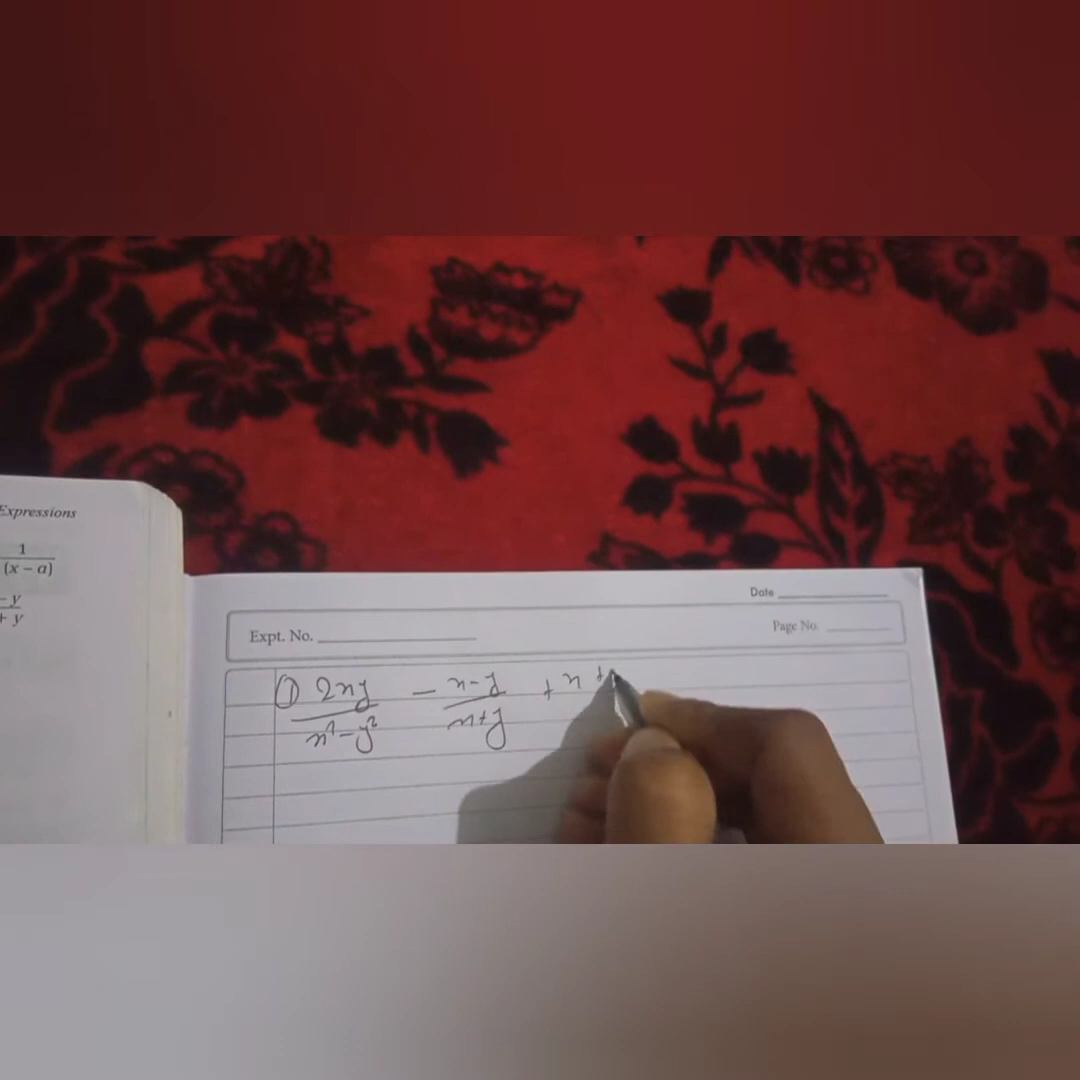 Expressions
1
(x – a)
– y
+ y
Date
Expt. No.
Page No.
① 2xy/x²-y² - x-y/x+y + x +